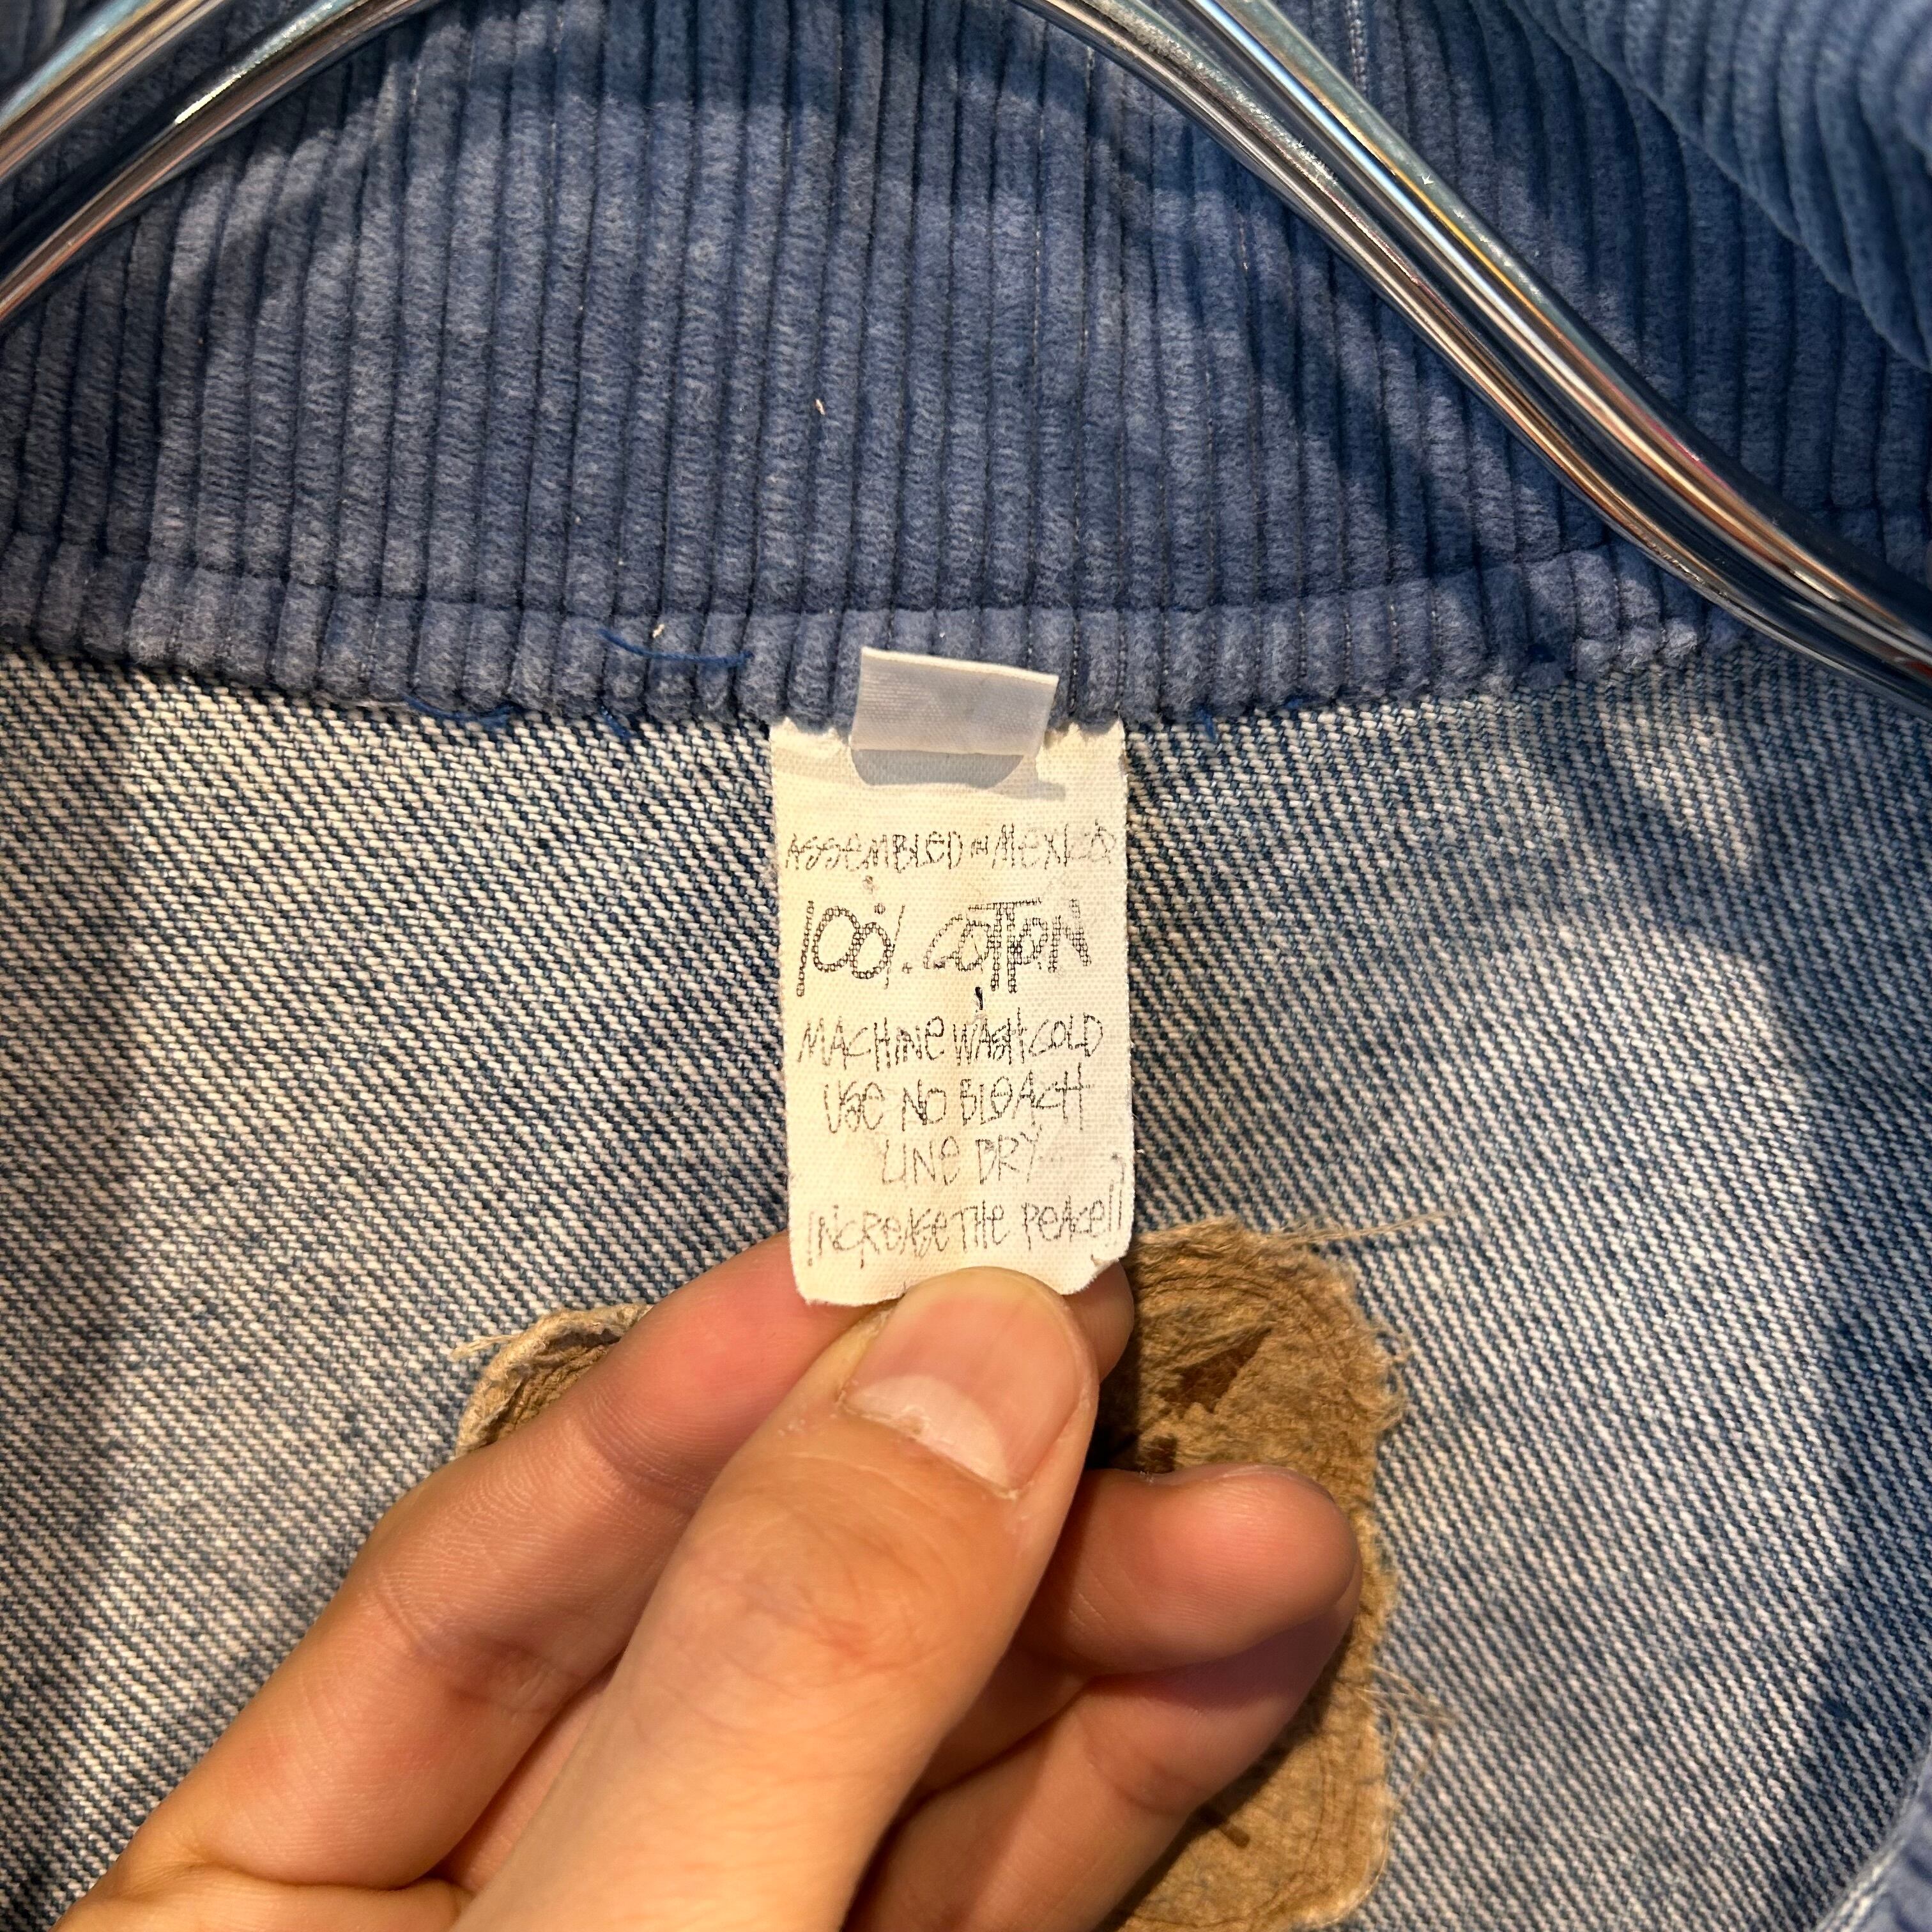 ASSEMBLED IN MEXICO
100% COTTON
MACHINE WASH COLD
USE NO BLEACH
LINE DRY
INCREASE THE PEACE!!